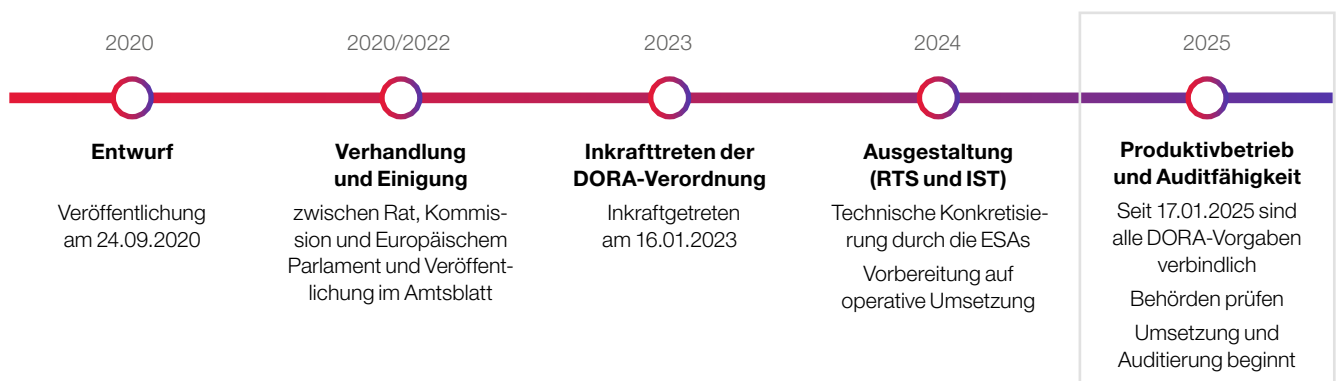 2020
Entwurf
Veröffentlichung
am 24.09.2020
2020/2022
Verhandlung
und Einigung
zwischen Rat, Kommis-
sion und Europäischem
Parlament und Veröffent-
lichung im Amtsblatt
2023
Inkrafttreten der
DORA-Verordnung
Inkraftgetreten
am 16.01.2023
2024
Ausgestaltung
(RTS und IST)
Technische Konkretisie-
rung durch die ESAs
Vorbereitung auf
operative Umsetzung
2025
Produktivbetrieb
und Auditfähigkeit
Seit 17.01.2025 sind
alle DORA-Vorgaben
verbindlich
Behörden prüfen
Umsetzung und
Auditierung beginnt